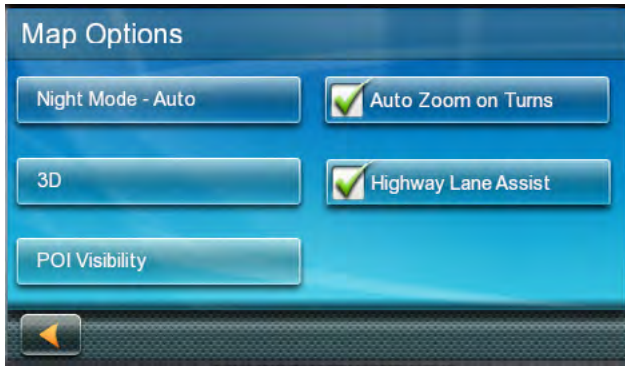 Map Options
Night Mode - Auto
Auto Zoom on Turns
3D
Highway Lane Assist
POI Visibility